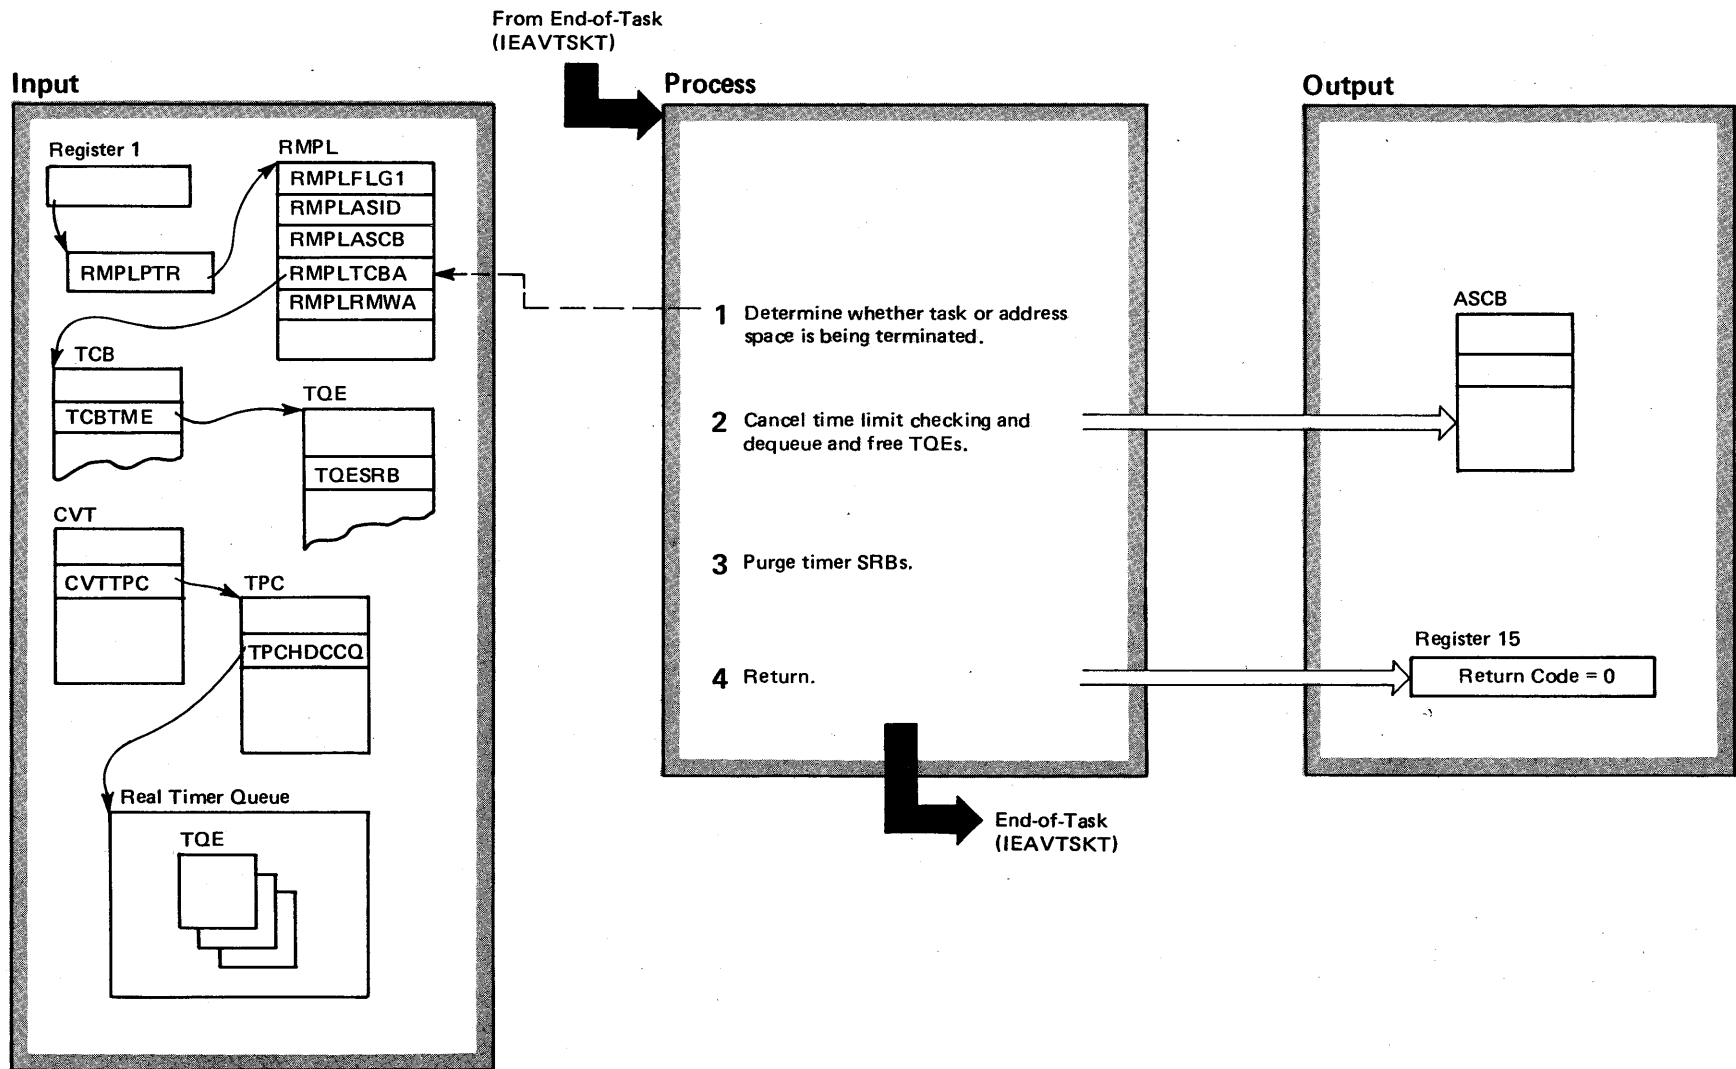 From End-of-Task
(IEAVTSKT)
Input
Register 1
RMPLPTR
RMPL
RMPLFLG1
RMPLASID
RMPLASCB
RMPLTCBA
RMPLRMWA
TCB
TCBTME
TQE
TQESRB
CVT
CVTTPC
TPC
TPCHDCCQ
Real Timer Queue
TQE
Process
1 Determine whether task or address
space is being terminated.
2 Cancel time limit checking and
dequeue and free TQEs.
3 Purge timer SRBs.
4 Return.
End-of-Task
(IEAVTSKT)
Output
ASCB
Register 15
Return Code = 0